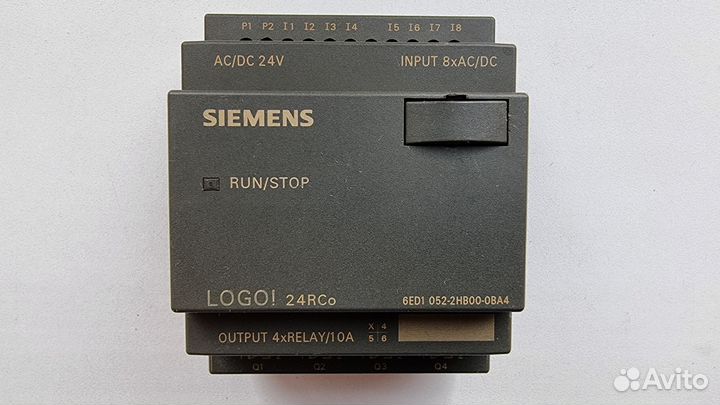 P1 P2 I1 I2 I3 I4 I5 I6 I7 I8
AC/DC 24V INPUT 8xAC/DC
SIEMENS
RUN/STOP
LOGO! 24RCo 6ED1 052-2HB00-0BA4
OUTPUT 4xRELAY/10A
X 4
5 6
Q1 Q2 Q3 Q4
Avito